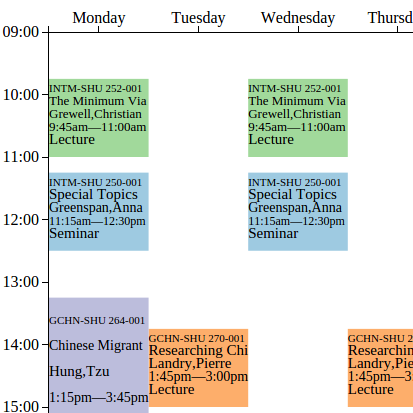 Monday Tuesday Wednesday Thursd
09:00
10:00
11:00
12:00
13:00
14:00
15:00
INTM-SHU 252-001
The Minimum Via
Grewell,Christian
9:45am—11:00am
Lecture
INTM-SHU 250-001
Special Topics
Greenspan,Anna
11:15am—12:30pm
Seminar
GCHN-SHU 264-001
Chinese Migrant
Hung,Tzu
1:15pm—3:45pm
GCHN-SHU 270-001
Researching Chi
Landry,Pierre
1:45pm—3:00pm
Lecture
INTM-SHU 252-001
The Minimum Via
Grewell,Christian
9:45am—11:00am
Lecture
INTM-SHU 250-001
Special Topics
Greenspan,Anna
11:15am—12:30pm
Seminar
GCHN-SHU 2
Researchin
Landry,Pie
1:45pm—3
Lecture